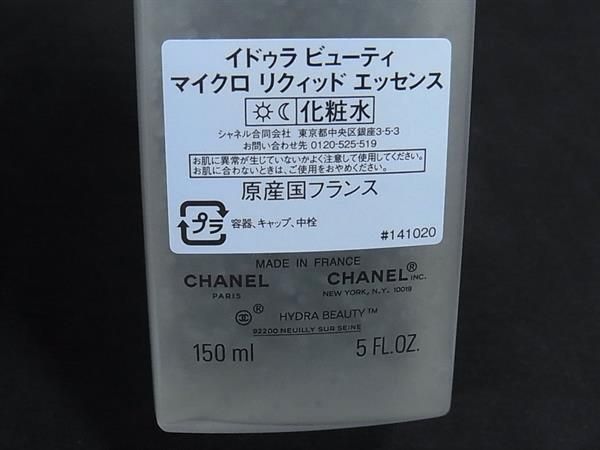 イドゥラ ビューティ
マイクロ リクィッド エッセンス
化粧水
シャネル合同会社 東京都中央区銀座3-5-3
お問い合わせ先 0120-525-519
お肌に異常が生じていないかよく注意して使用してください。
お肌に合わないときは、ご使用をおやめください。
原産国フランス
プラ 容器、キャップ、中栓
#141020
MADE IN FRANCE
CHANEL CHANEL® INC.
PARIS NEW YORK, N.Y. 10019
® HYDRA BEAUTY™
92200 NEUILLY SUR SEINE
150 ml 5 FL.OZ.